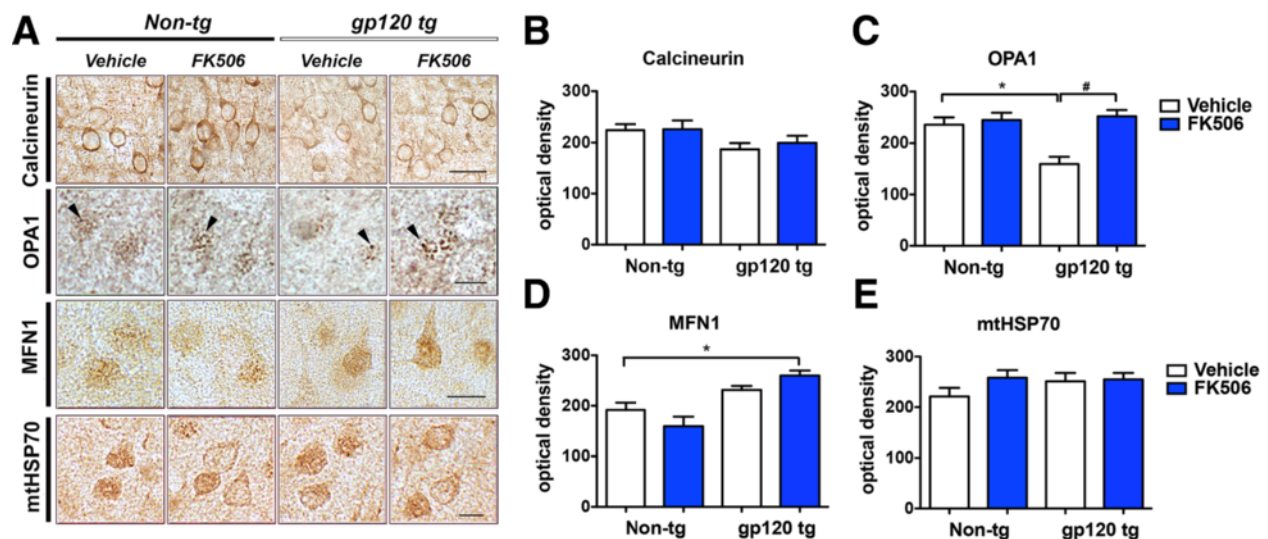 A
Non-tg gp120 tg
Vehicle FK506 Vehicle FK506
Calcineurin
OPA1
MFN1
mtHSP70
B
Calcineurin
optical density
300
200
100
0
Non-tg gp120 tg
C
OPA1
* #
optical density
300
200
100
0
Non-tg gp120 tg
Vehicle
FK506
D
MFN1
*
optical density
300
200
100
0
Non-tg gp120 tg
E
mtHSP70
optical density
300
200
100
0
Non-tg gp120 tg
Vehicle
FK506